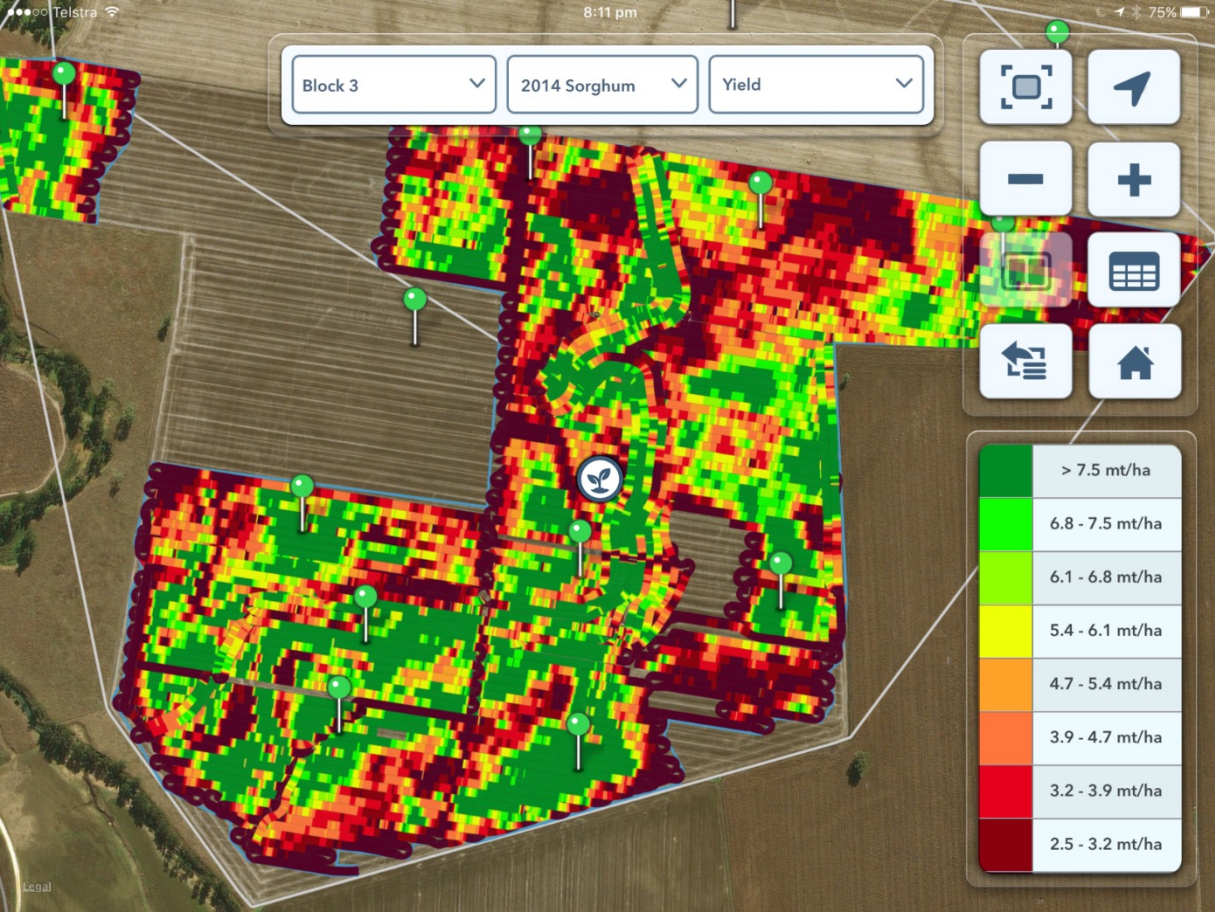 Telstra
8:11 pm
75%
Block 3
2014 Sorghum
Yield
> 7.5 mt/ha
6.8 - 7.5 mt/ha
6.1 - 6.8 mt/ha
5.4 - 6.1 mt/ha
4.7 - 5.4 mt/ha
3.9 - 4.7 mt/ha
3.2 - 3.9 mt/ha
2.5 - 3.2 mt/ha
Legal